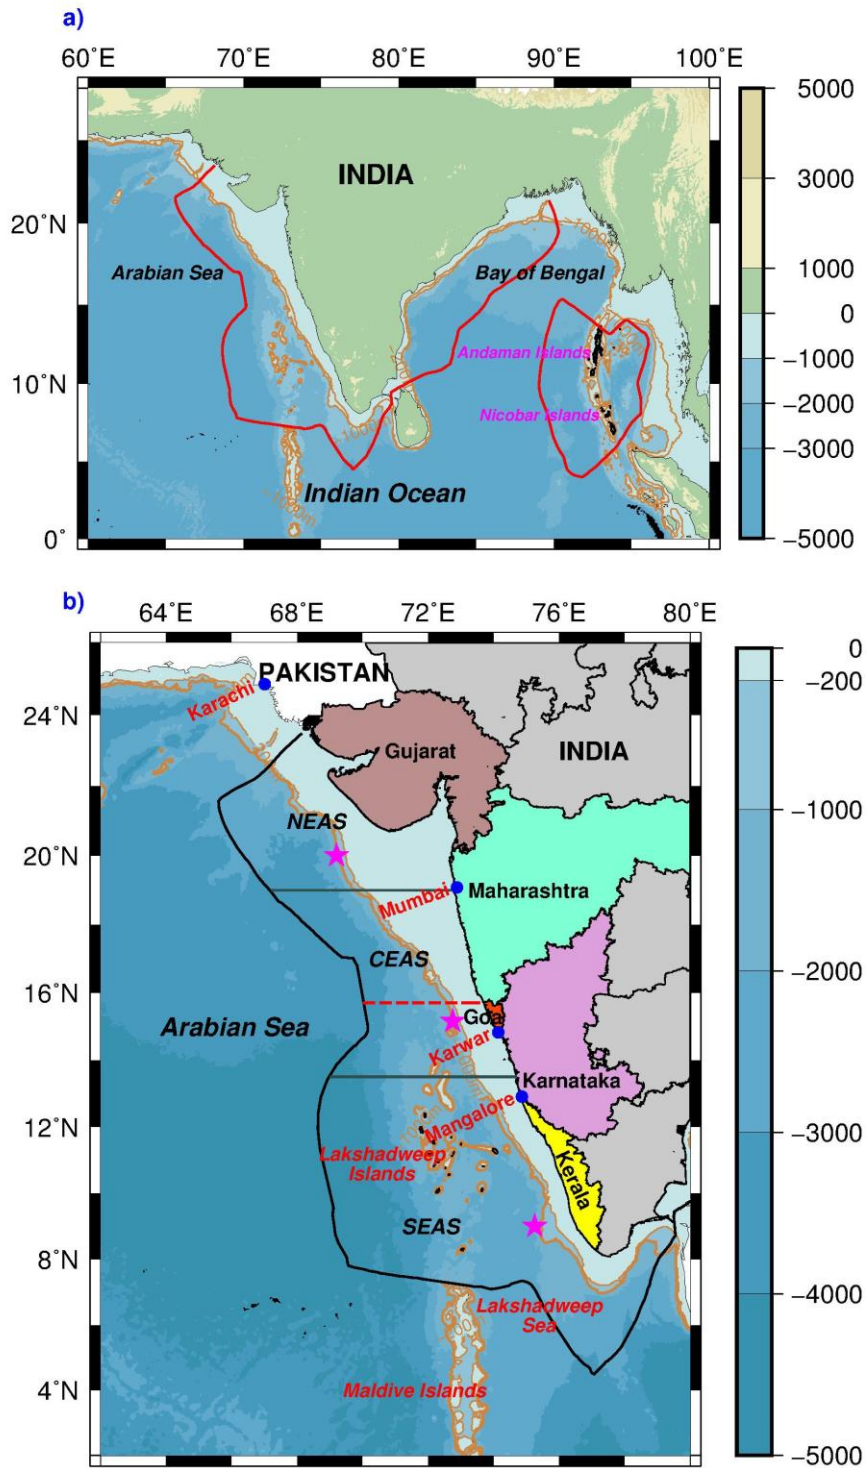 a)
60°E 70°E 80°E 90°E 100°E
20°N
10°N
0°
INDIA
Arabian Sea
Bay of Bengal
Andaman Islands
Nicobar Islands
Indian Ocean
5000
3000
1000
0
−1000
−2000
−3000
−5000
b)
64°E 68°E 72°E 76°E 80°E
24°N
20°N
16°N
12°N
8°N
4°N
PAKISTAN
Karachi
Gujarat
INDIA
NEAS
Mumbai
Maharashtra
CEAS
Goa
Arabian Sea
Karwar
Karnataka
Mangalore
Lakshadweep
Islands
Kerala
SEAS
Lakshadweep
Sea
Maldive Islands
0
−200
−1000
−2000
−3000
−4000
−5000